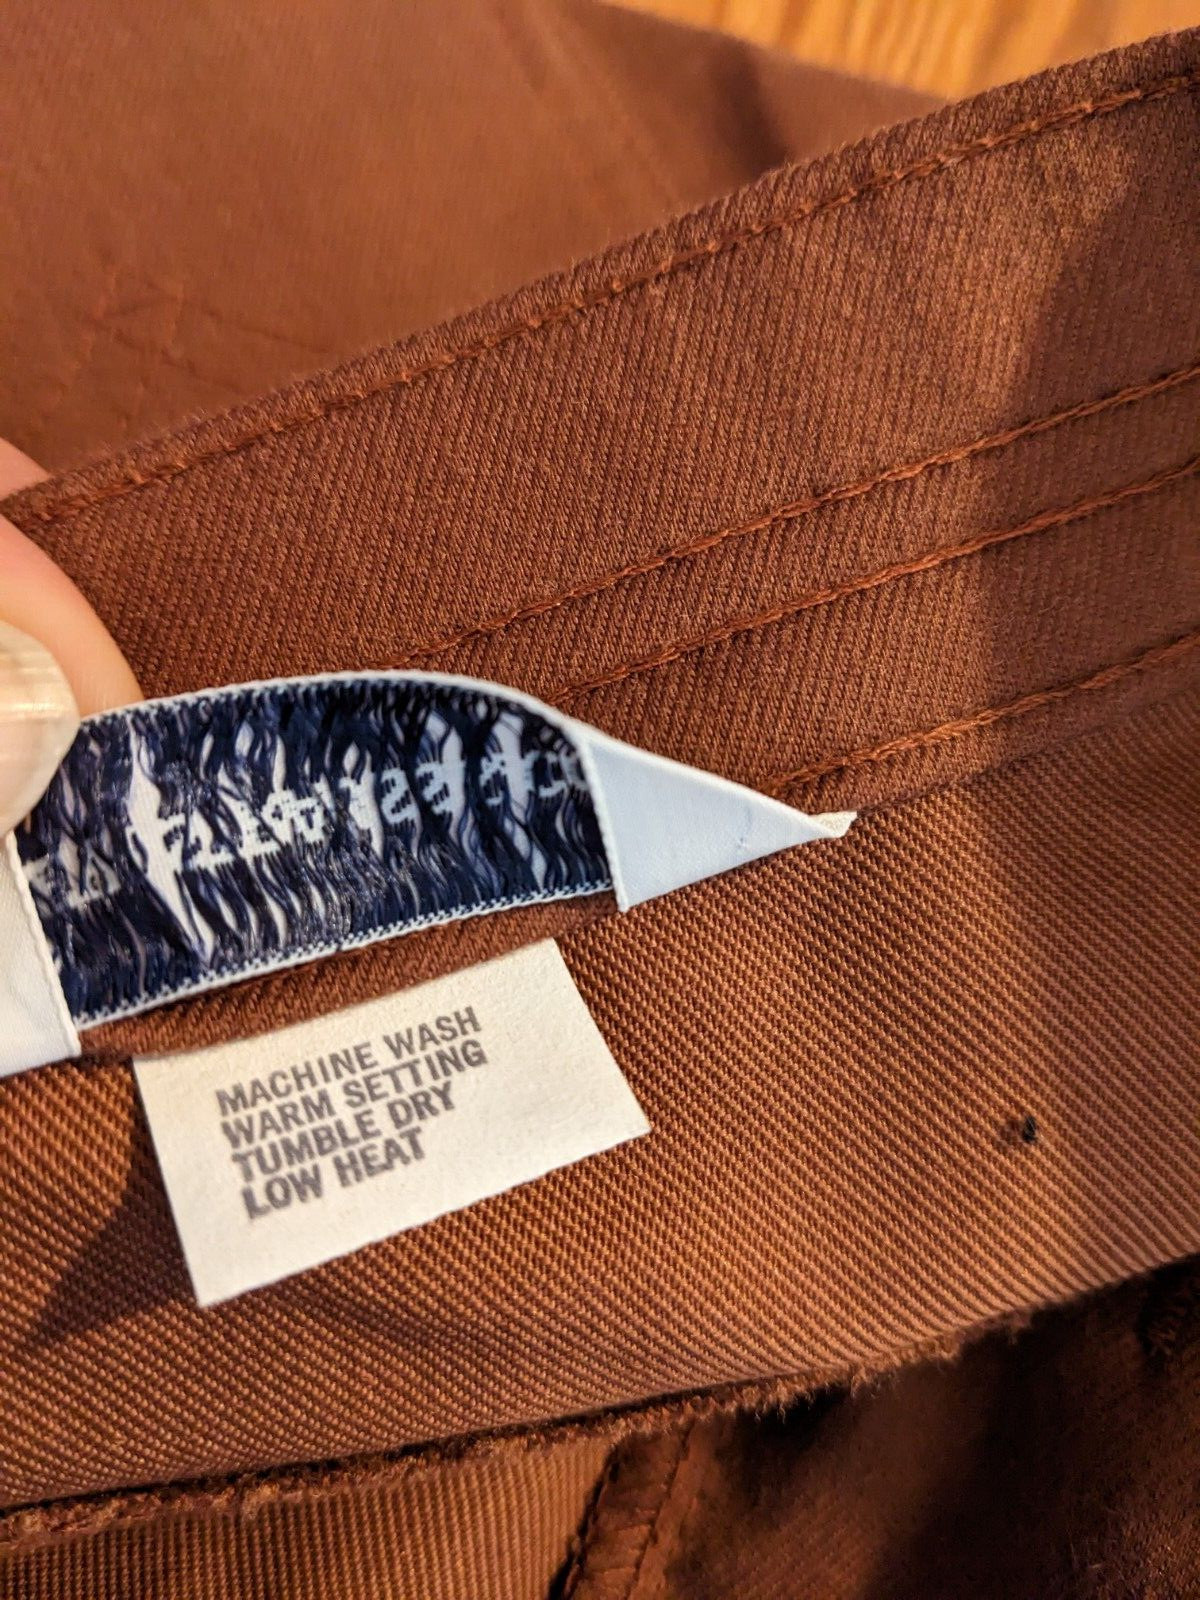 MACHINE WASH
WARM SETTING
TUMBLE DRY
LOW HEAT